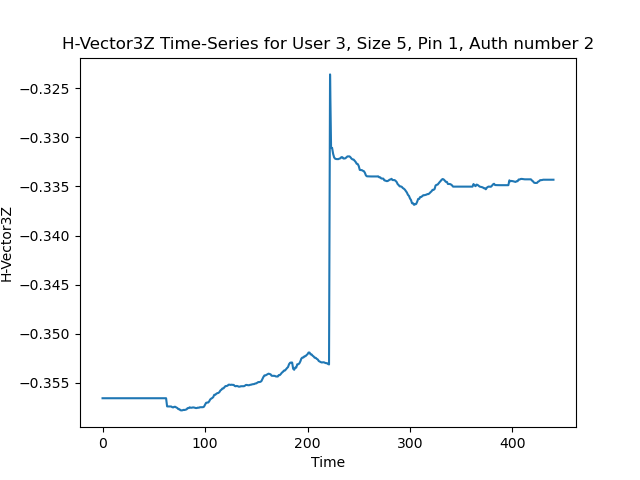 H-Vector3Z Time-Series for User 3, Size 5, Pin 1, Auth number 2
H-Vector3Z
−0.325
−0.330
−0.335
−0.340
−0.345
−0.350
−0.355
0 100 200 300 400
Time